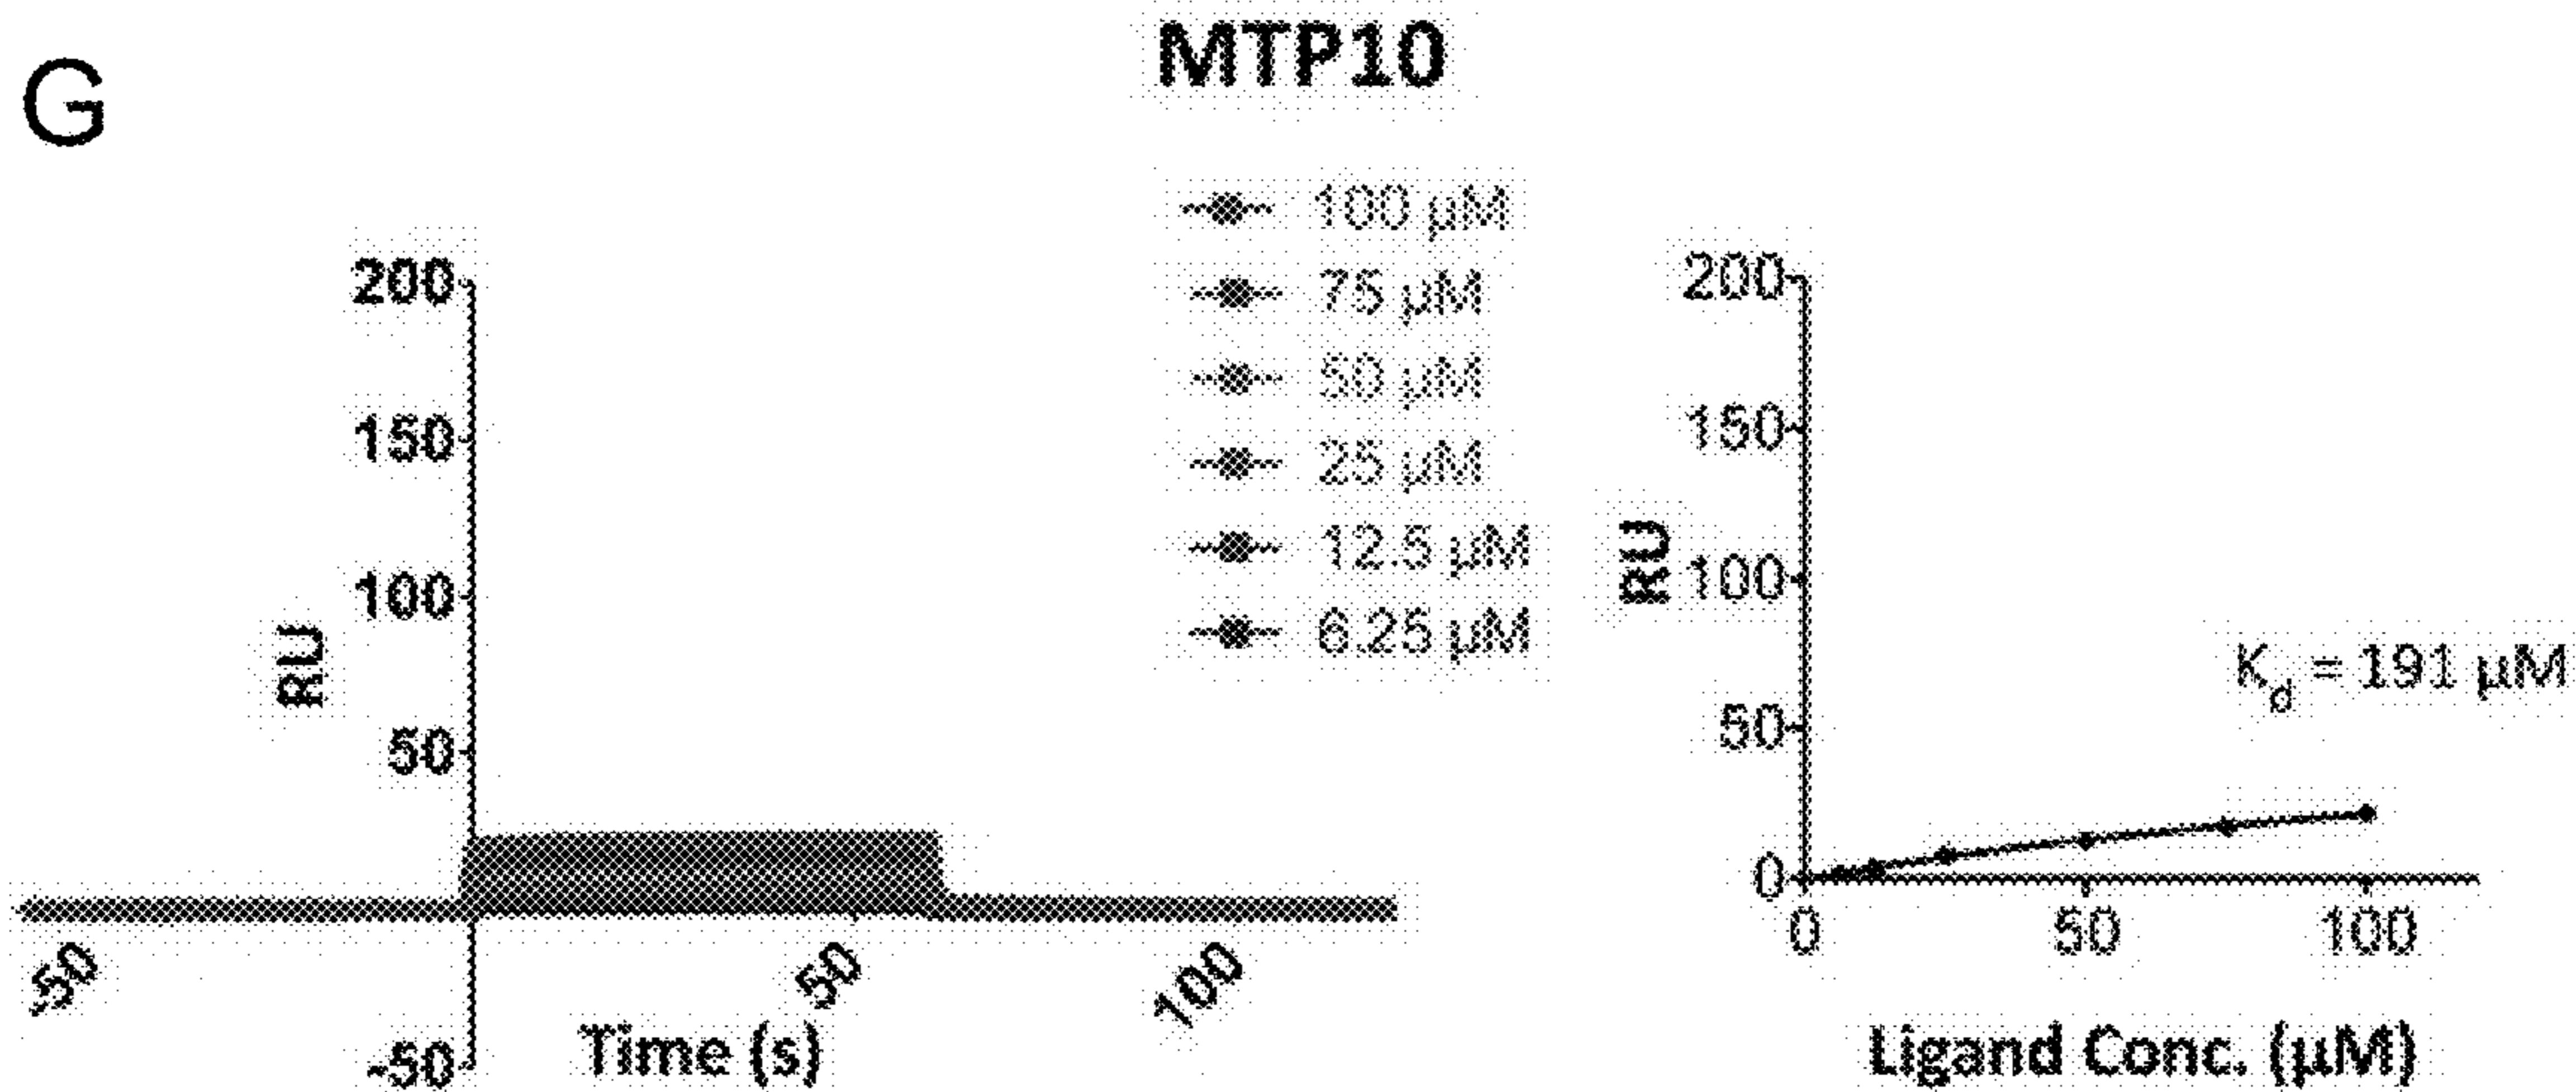 G
MTP10
100 µM
75 µM
50 µM
25 µM
12.5 µM
6.25 µM
200
150
100
50
-50
RU
-50
50
100
Time (s)
200
150
100
50
0
RU
Kd = 191 µM
0
50
100
Ligand Conc. (µM)